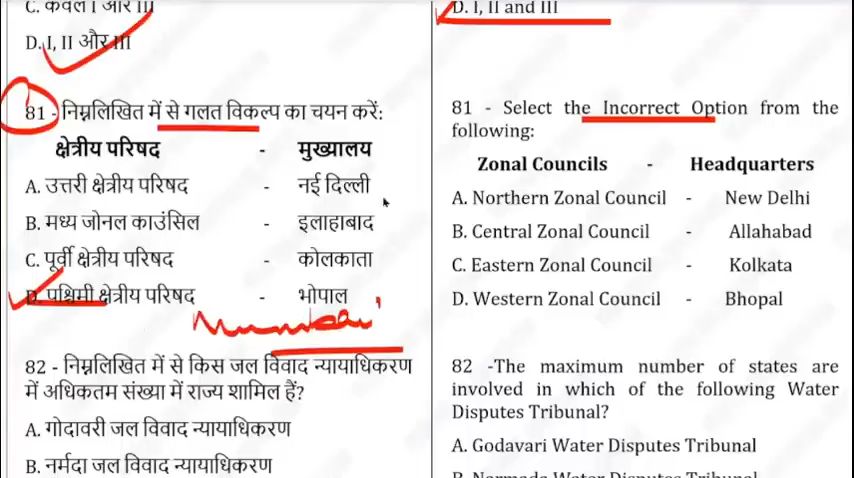 C. केवल I और III
D. I, II और III
81 - निम्नलिखित में से गलत विकल्प का चयन करें:
क्षेत्रीय परिषद - मुख्यालय
A. उत्तरी क्षेत्रीय परिषद - नई दिल्ली
B. मध्य जोनल काउंसिल - इलाहाबाद
C. पूर्वी क्षेत्रीय परिषद - कोलकाता
D. पश्चिमी क्षेत्रीय परिषद - भोपाल
Mumbai
82 - निम्नलिखित में से किस जल विवाद न्यायाधिकरण
में अधिकतम संख्या में राज्य शामिल हैं?
A. गोदावरी जल विवाद न्यायाधिकरण
B. नर्मदा जल विवाद न्यायाधिकरण
D. I, II and III
81 - Select the Incorrect Option from the
following:
Zonal Councils - Headquarters
A. Northern Zonal Council - New Delhi
B. Central Zonal Council - Allahabad
C. Eastern Zonal Council - Kolkata
D. Western Zonal Council - Bhopal
82 -The maximum number of states are
involved in which of the following Water
Disputes Tribunal?
A. Godavari Water Disputes Tribunal
B. Narmada Water Disputes Tribunal